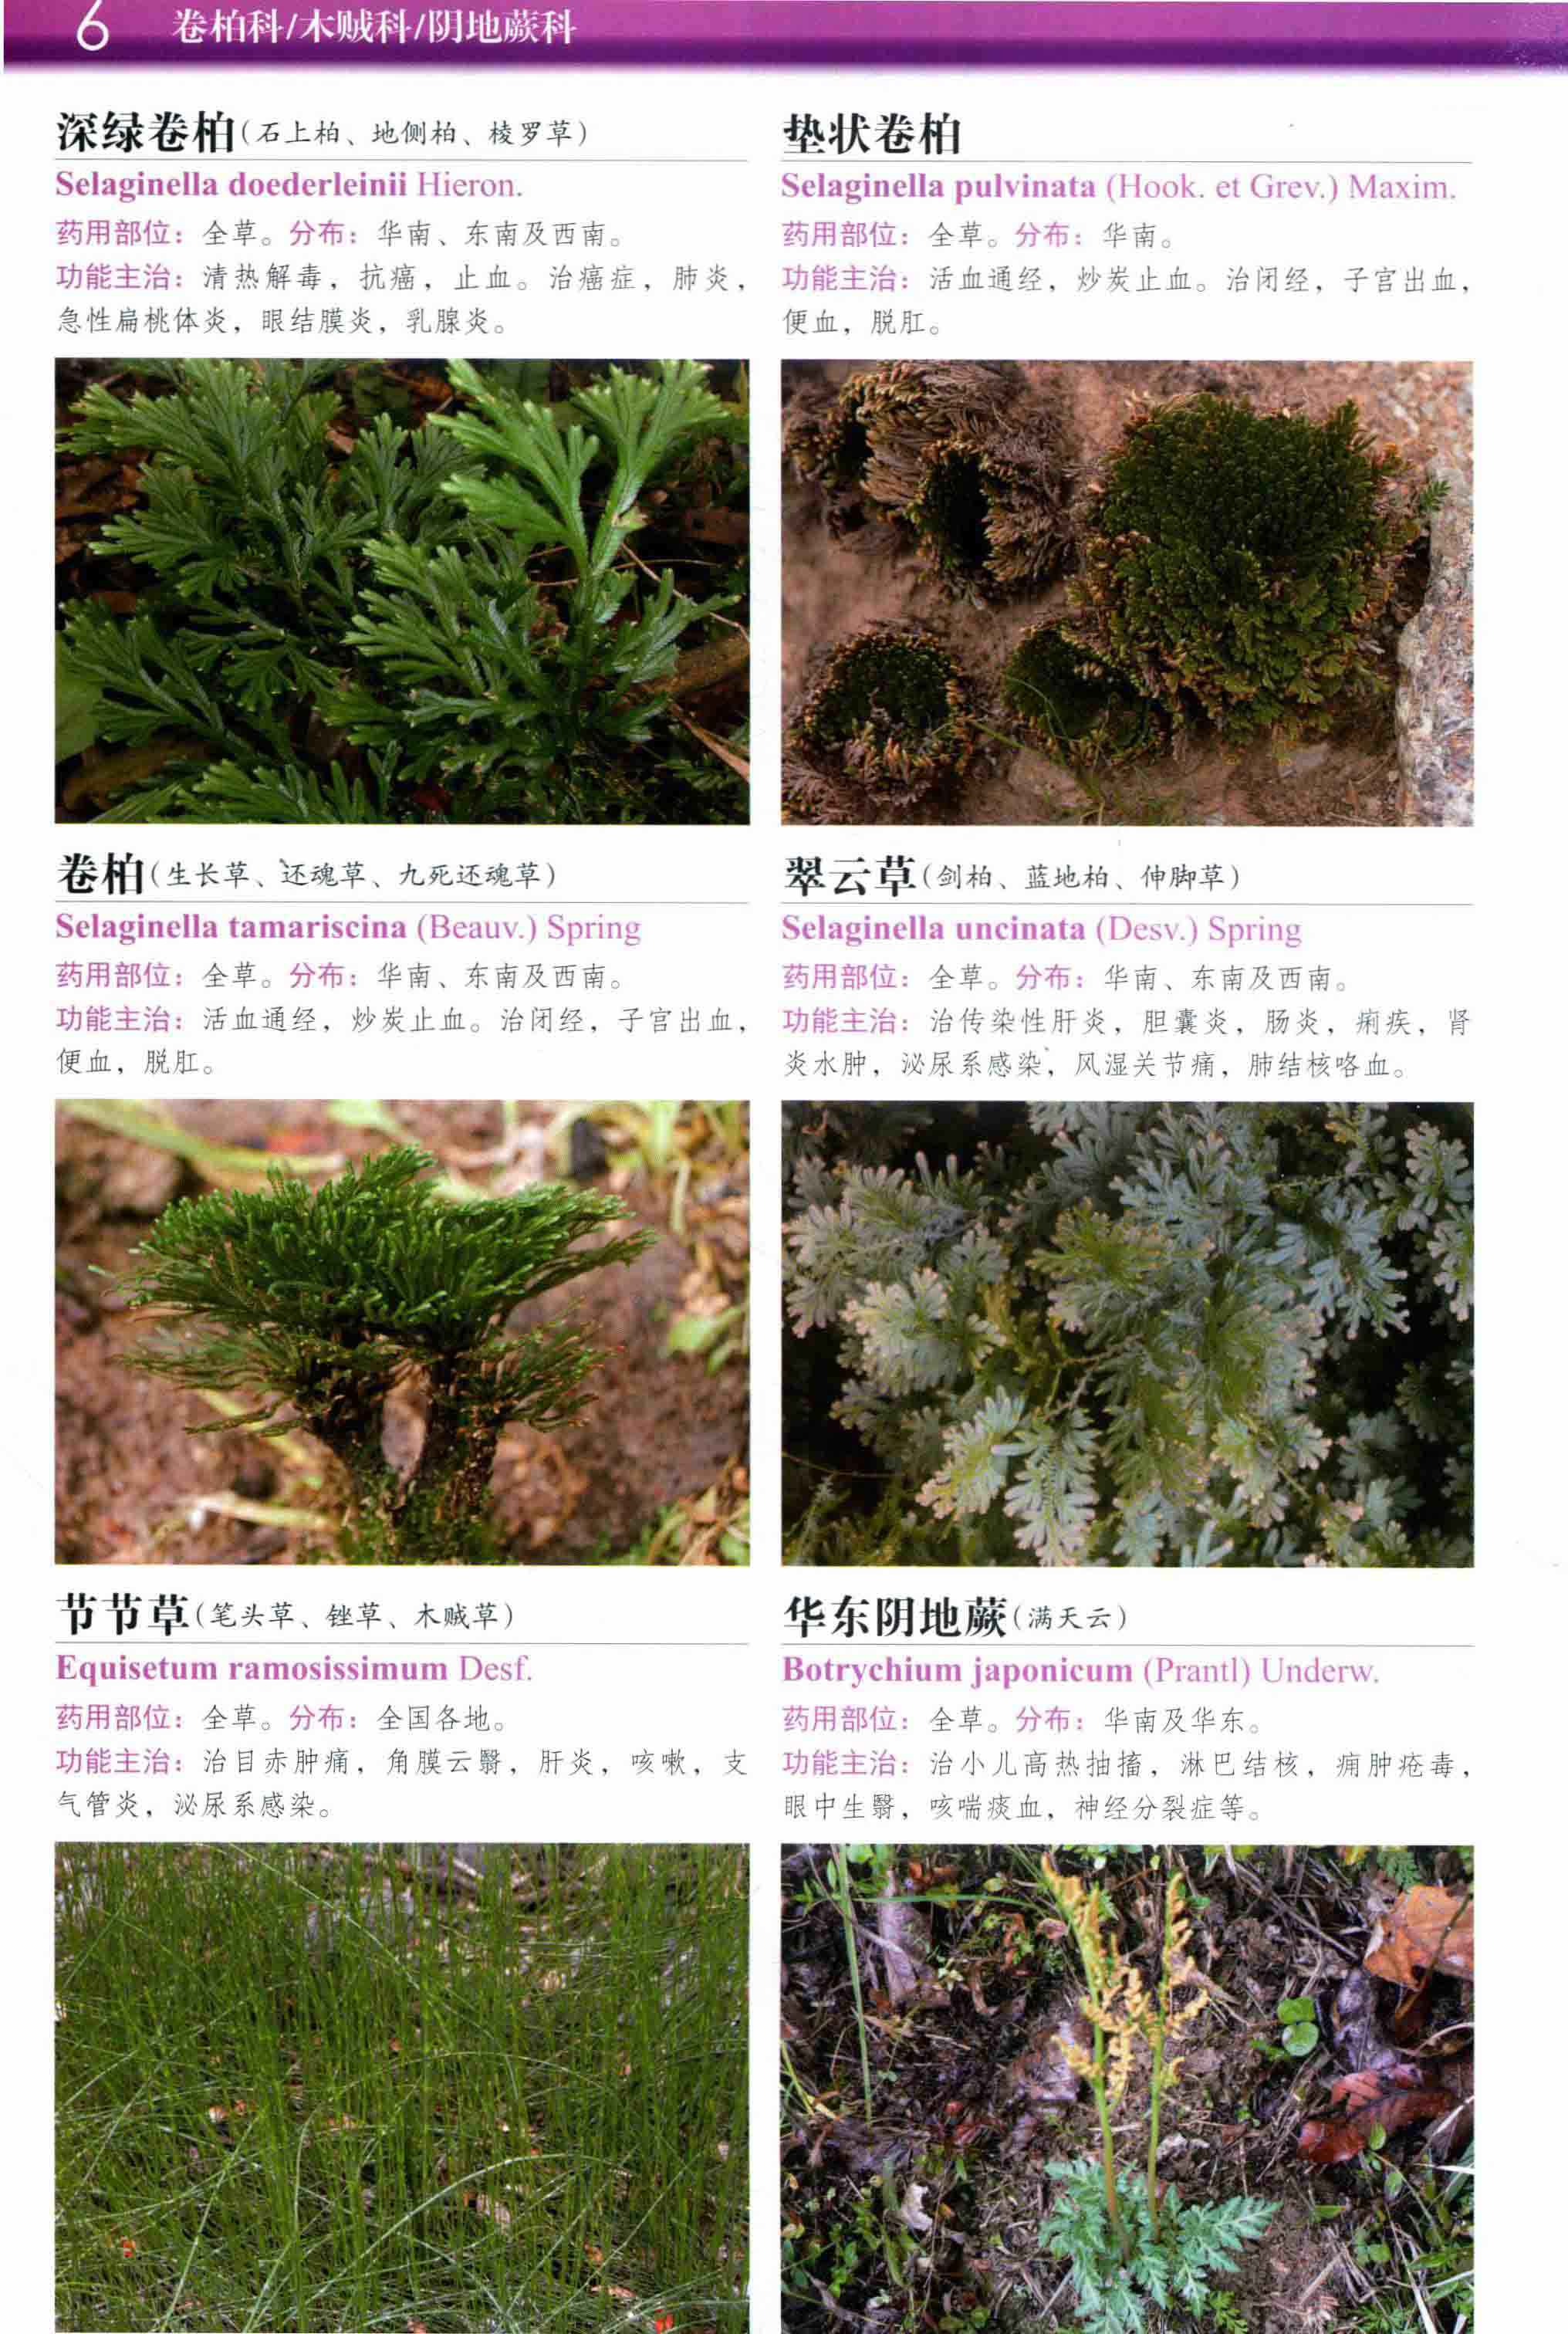 6 卷柏科/木贼科/阴地蕨科
深绿卷柏(石上柏、地侧柏、棱罗草)
Selaginella doederleinii Hieron.
药用部位：全草。分布：华南、东南及西南。
功能主治：清热解毒，抗癌，止血。治癌症，肺炎，
急性扁桃体炎，眼结膜炎，乳腺炎。
垫状卷柏
Selaginella pulvinata (Hook. et Grev.) Maxim.
药用部位：全草。分布：华南。
功能主治：活血通经，炒炭止血。治闭经，子宫出血，
便血，脱肛。
卷柏(生长草、还魂草、九死还魂草)
Selaginella tamariscina (Beauv.) Spring
药用部位：全草。分布：华南、东南及西南。
功能主治：活血通经，炒炭止血。治闭经，子宫出血，
便血，脱肛。
翠云草(剑柏、蓝地柏、伸脚草)
Selaginella uncinata (Desv.) Spring
药用部位：全草。分布：华南、东南及西南。
功能主治：治传染性肝炎，胆囊炎，肠炎，痢疾，肾
炎水肿，泌尿系感染，风湿关节痛，肺结核咯血。
节节草(笔头草、锉草、木贼草)
Equisetum ramosissimum Desf.
药用部位：全草。分布：全国各地。
功能主治：治目赤肿痛，角膜云翳，肝炎，咳嗽，支
气管炎，泌尿系感染。
华东阴地蕨(满天云)
Botrychium japonicum (Prantl) Underw.
药用部位：全草。分布：华南及华东。
功能主治：治小儿高热抽搐，淋巴结核，痈肿疮毒，
眼中生翳，咳喘痰血，神经分裂症等。